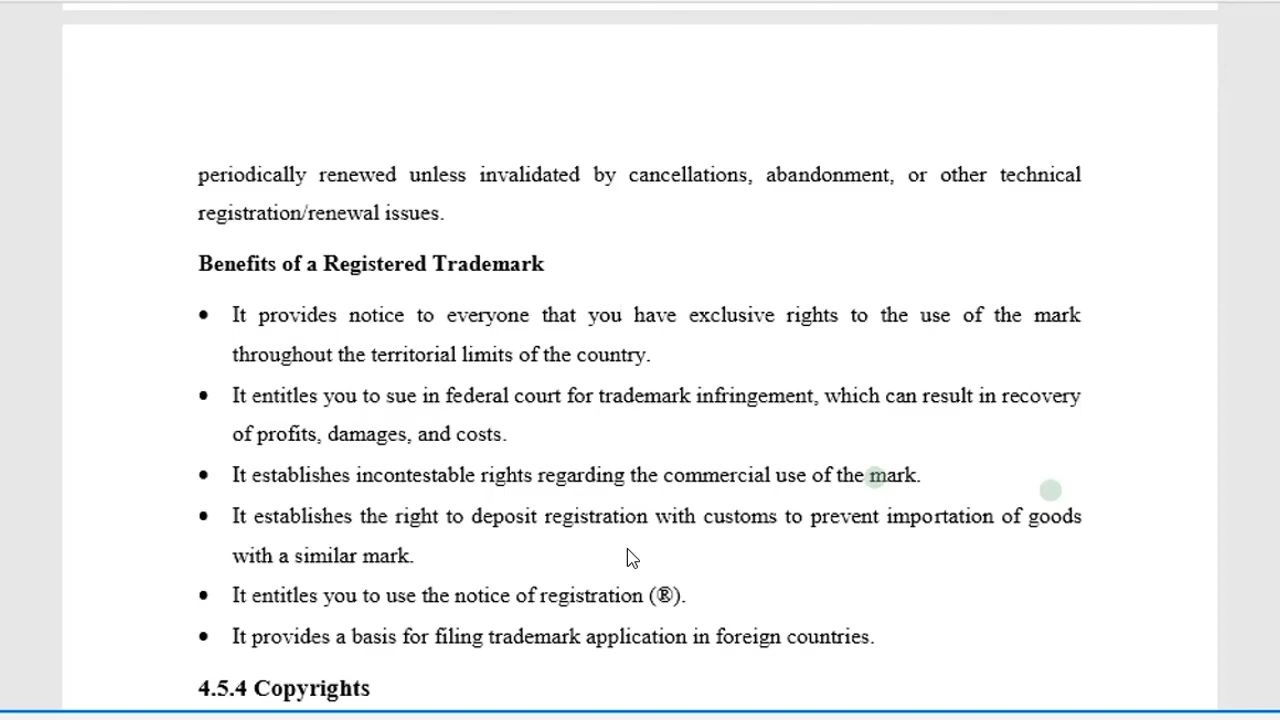 periodically renewed unless invalidated by cancellations, abandonment, or other technical
registration/renewal issues.
Benefits of a Registered Trademark
• It provides notice to everyone that you have exclusive rights to the use of the mark
throughout the territorial limits of the country.
• It entitles you to sue in federal court for trademark infringement, which can result in recovery
of profits, damages, and costs.
• It establishes incontestable rights regarding the commercial use of the mark.
• It establishes the right to deposit registration with customs to prevent importation of goods
with a similar mark.
• It entitles you to use the notice of registration (®).
• It provides a basis for filing trademark application in foreign countries.
4.5.4 Copyrights